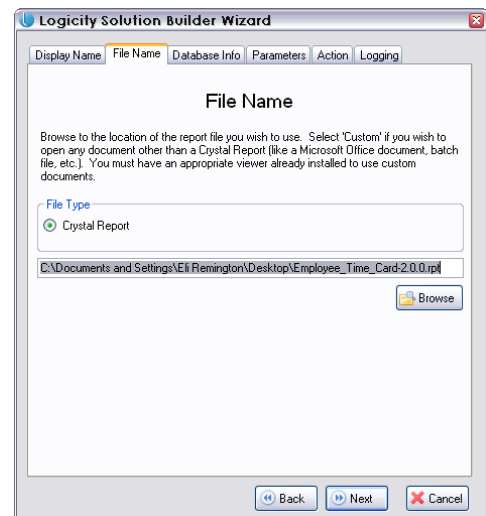 Logicity Solution Builder Wizard
Display Name File Name Database Info Parameters Action Logging
File Name
Browse to the location of the report file you wish to use. Select 'Custom' if you wish to
open any document other than a Crystal Report (like a Microsoft Office document, batch
file, etc.). You must have an appropriate viewer already installed to use custom
documents.
File Type
Crystal Report
C:\Documents and Settings\Eli Remington\Desktop\Employee_Time_Card-2.0.0.rpt
Browse
Back Next Cancel